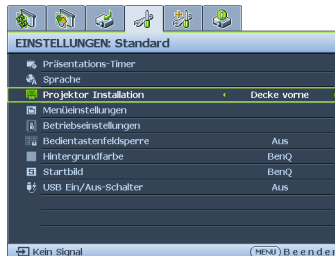 EINSTELLUNGEN: Standard
Präsentations-Timer
Sprache
Projektor Installation Decke vorne
Menüeinstellungen
Betriebseinstellungen
Bedientastenfeldsperre Aus
Hintergrundfarbe BenQ
Startbild BenQ
USB Ein/Aus-Schalter Aus
Kein Signal MENU Beenden